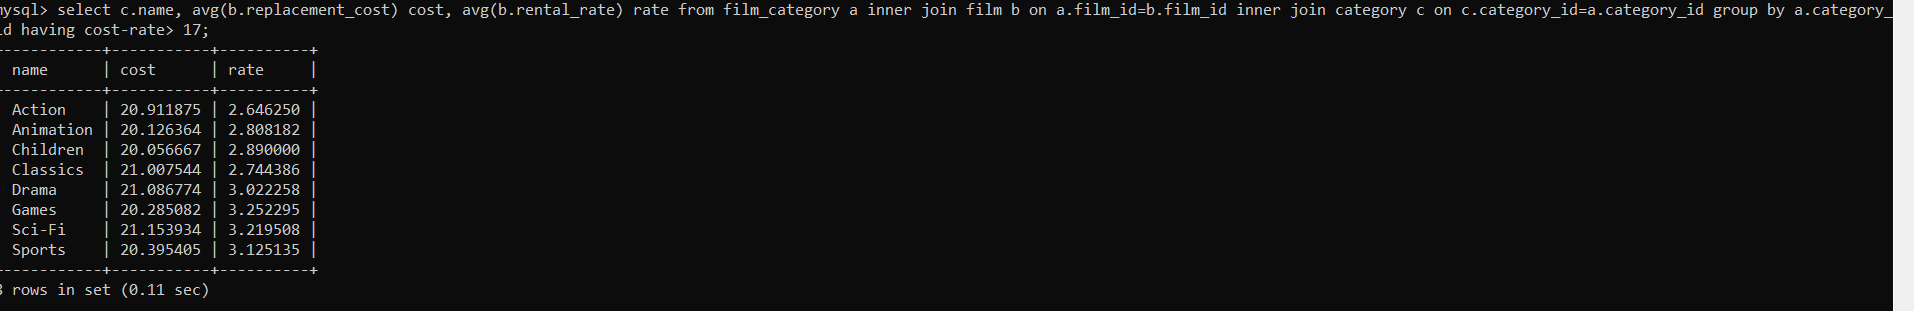 mysql> select c.name, avg(b.replacement_cost) cost, avg(b.rental_rate) rate from film_category a inner join film b on a.film_id=b.film_id inner join category c on c.category_id=a.category_id group by a.category_
id having cost-rate> 17;
-----------+-----------+----------+
name | cost | rate |
-----------+-----------+----------+
Action | 20.911875 | 2.646250 |
Animation | 20.126364 | 2.808182 |
Children | 20.056667 | 2.890000 |
Classics | 21.007544 | 2.744386 |
Drama | 21.086774 | 3.022258 |
Games | 20.285082 | 3.252295 |
Sci-Fi | 21.153934 | 3.219508 |
Sports | 20.395405 | 3.125135 |
-----------+-----------+----------+
8 rows in set (0.11 sec)